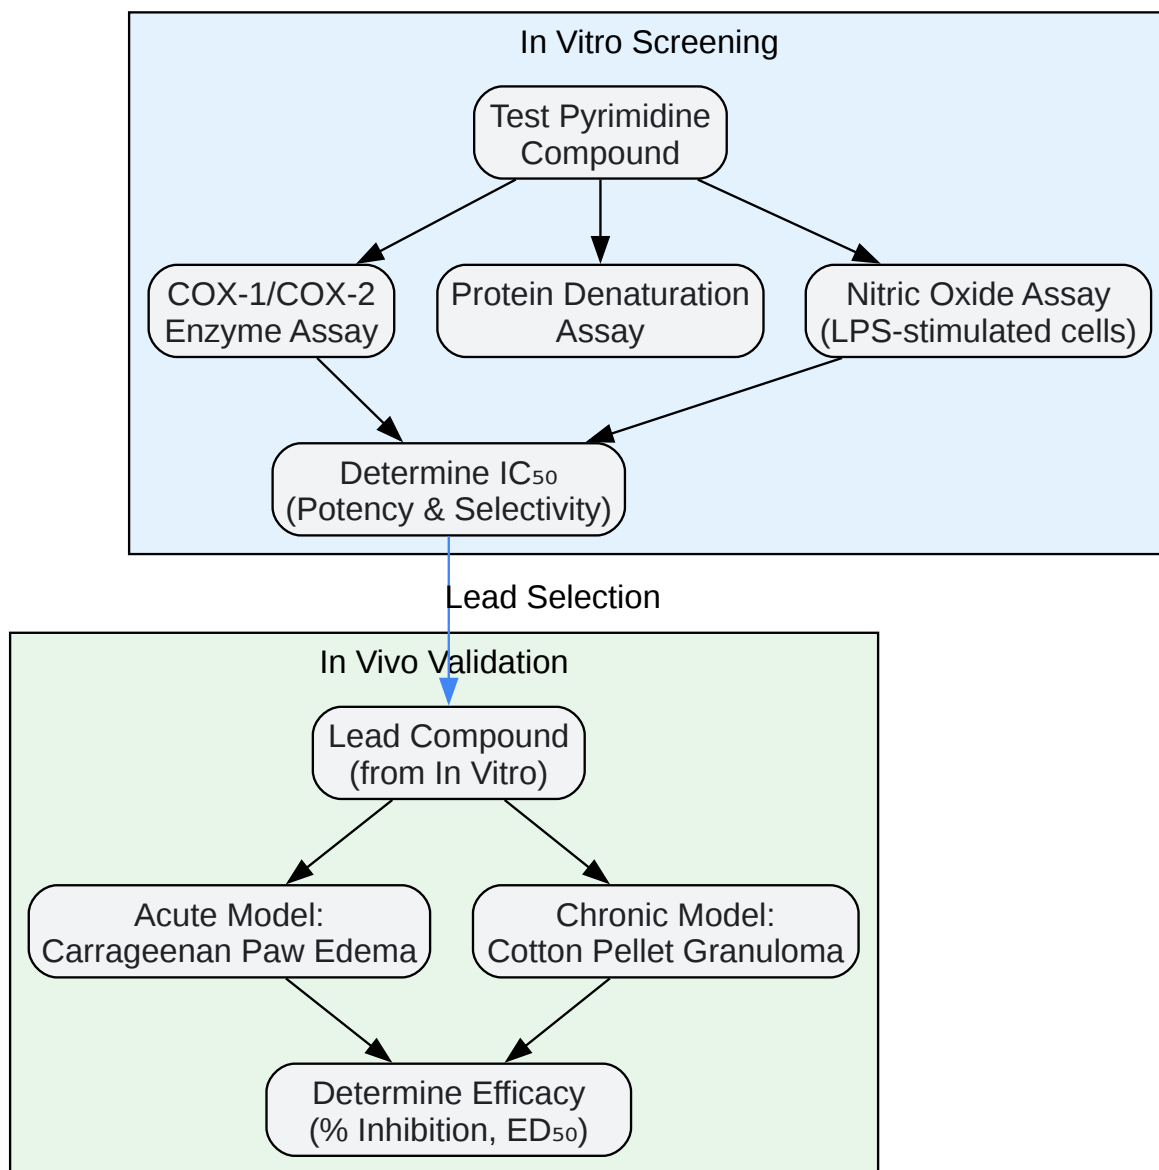 In Vitro Screening
Test Pyrimidine
Compound
COX-1/COX-2
Enzyme Assay
Protein Denaturation
Assay
Nitric Oxide Assay
(LPS-stimulated cells)
Determine IC₅₀
(Potency & Selectivity)
Lead Selection
In Vivo Validation
Lead Compound
(from In Vitro)
Acute Model:
Carrageenan Paw Edema
Chronic Model:
Cotton Pellet Granuloma
Determine Efficacy
(% Inhibition, ED₅₀)